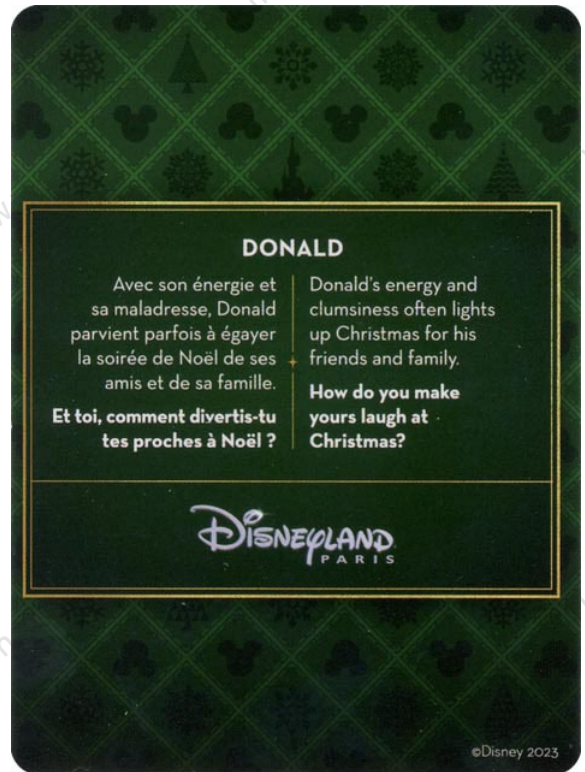 DONALD
Avec son énergie et
sa maladresse, Donald
parvient parfois à égayer
la soirée de Noël de ses
amis et de sa famille.
Et toi, comment divertis-tu
tes proches à Noël ?
Donald's energy and
clumsiness often lights
up Christmas for his
friends and family.
How do you make
yours laugh at
Christmas?
DISNEYLAND
PARIS
©Disney 2023